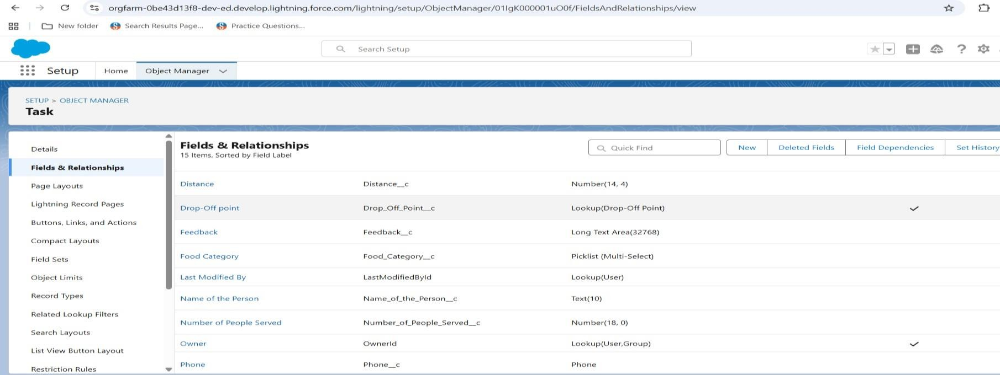 orgfarm-0be43d13f8-dev-ed.develop.lightning.force.com/lightning/setup/ObjectManager/01IgK000001uO0f/FieldsAndRelationships/view
New folder Search Results Page... Practice Questions...
Search Setup
Setup Home Object Manager
SETUP > OBJECT MANAGER
Task
Details
Fields & Relationships
Page Layouts
Lightning Record Pages
Buttons, Links, and Actions
Compact Layouts
Field Sets
Object Limits
Record Types
Related Lookup Filters
Search Layouts
List View Button Layout
Restriction Rules
Fields & Relationships
15 Items, Sorted by Field Label
Quick Find New Deleted Fields Field Dependencies Set History
Distance Distance__c Number(14, 4)
Drop-Off point Drop_Off_Point__c Lookup(Drop-Off Point)
Feedback Feedback__c Long Text Area(32768)
Food Category Food_Category__c Picklist (Multi-Select)
Last Modified By LastModifiedById Lookup(User)
Name of the Person Name_of_the_Person__c Text(10)
Number of People Served Number_of_People_Served__c Number(18, 0)
Owner OwnerId Lookup(User,Group)
Phone Phone__c Phone